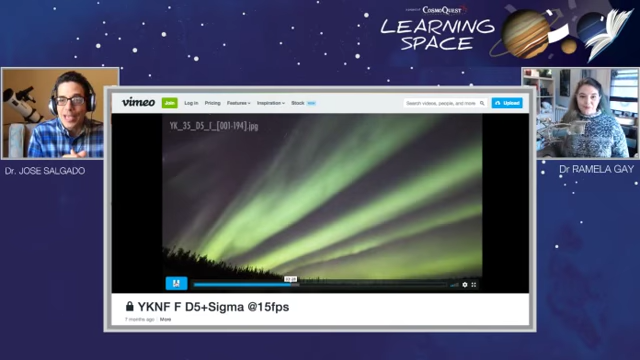 COSMOQUEST
LEARNING
SPACE
vimeo Join Log in Pricing Features Inspiration Stock Search videos, people, and more Upload
YK_35_D5_I_[001-194].jpg
Dr. JOSE SALGADO
Dr RAMELA GAY
YKNF F D5+Sigma @15fps
7 months ago More